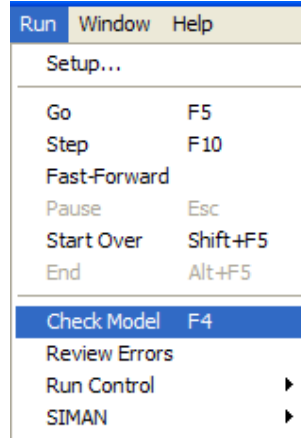 Run Window Help
Setup...
Go F5
Step F10
Fast-Forward
Pause Esc
Start Over Shift+F5
End Alt+F5
Check Model F4
Review Errors
Run Control
SIMAN